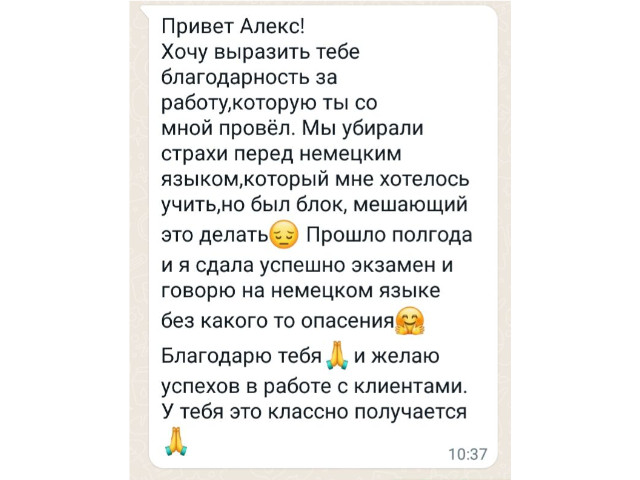 Привет Алекс!
Хочу выразить тебе
благодарность за
работу,которую ты со
мной провёл. Мы убирали
страхи перед немецким
языком,который мне хотелось
учить,но был блок, мешающий
это делать😔 Прошло полгода
и я сдала успешно экзамен и
говорю на немецком языке
без какого то опасения🤗
Благодарю тебя🙏и желаю
успехов в работе с клиентами.
У тебя это классно получается
🙏
10:37